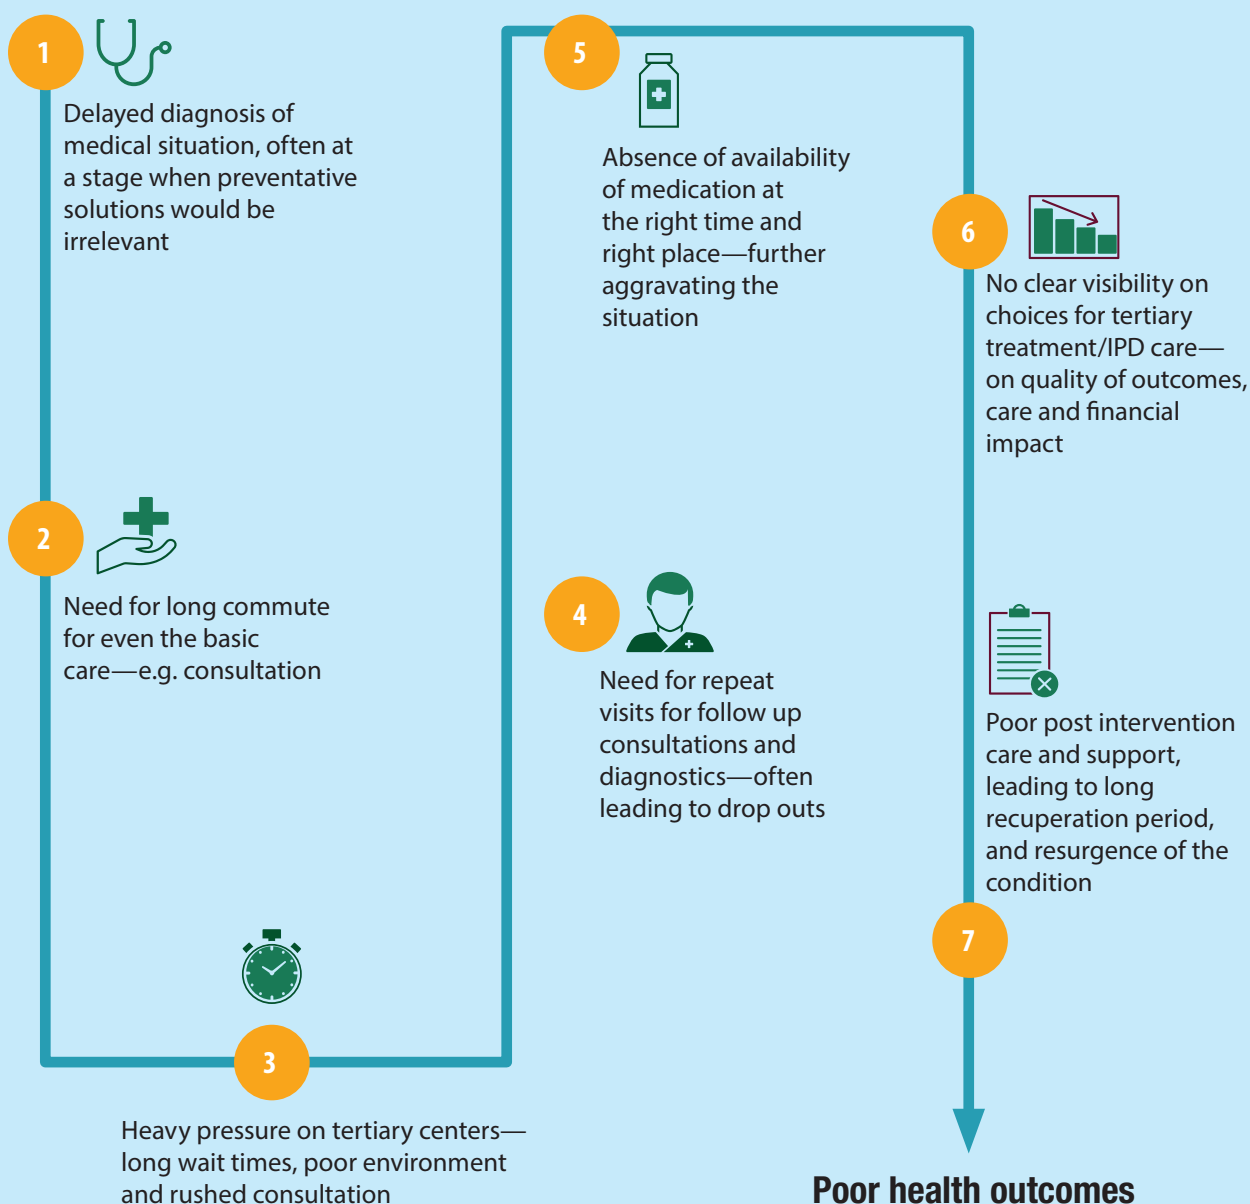 1
Delayed diagnosis of
medical situation, often at
a stage when preventative
solutions would be
irrelevant
2
Need for long commute
for even the basic
care—e.g. consultation
3
Heavy pressure on tertiary centers—
long wait times, poor environment
and rushed consultation
4
Need for repeat
visits for follow up
consultations and
diagnostics—often
leading to drop outs
5
Absence of availability
of medication at
the right time and
right place—further
aggravating the
situation
6
No clear visibility on
choices for tertiary
treatment/IPD care—
on quality of outcomes,
care and financial
impact
7
Poor post intervention
care and support,
leading to long
recuperation period,
and resurgence of the
condition
Poor health outcomes